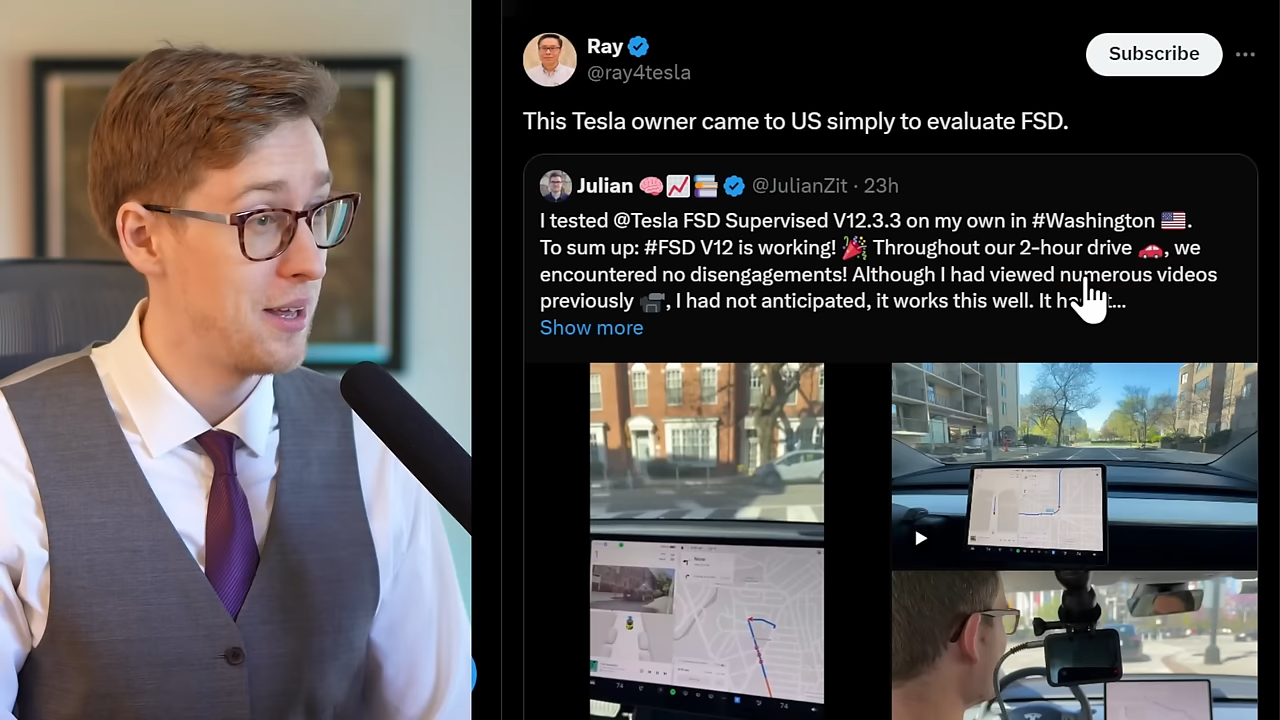 Ray
@ray4tesla
Subscribe
This Tesla owner came to US simply to evaluate FSD.
Julian 🧠📈📚 @JulianZit · 23h
I tested @Tesla FSD Supervised V12.3.3 on my own in #Washington 🇺🇸.
To sum up: #FSD V12 is working! 🎉 Throughout our 2-hour drive 🚗, we
encountered no disengagements! Although I had viewed numerous videos
previously 📹, I had not anticipated, it works this well. It
Show more
74
74